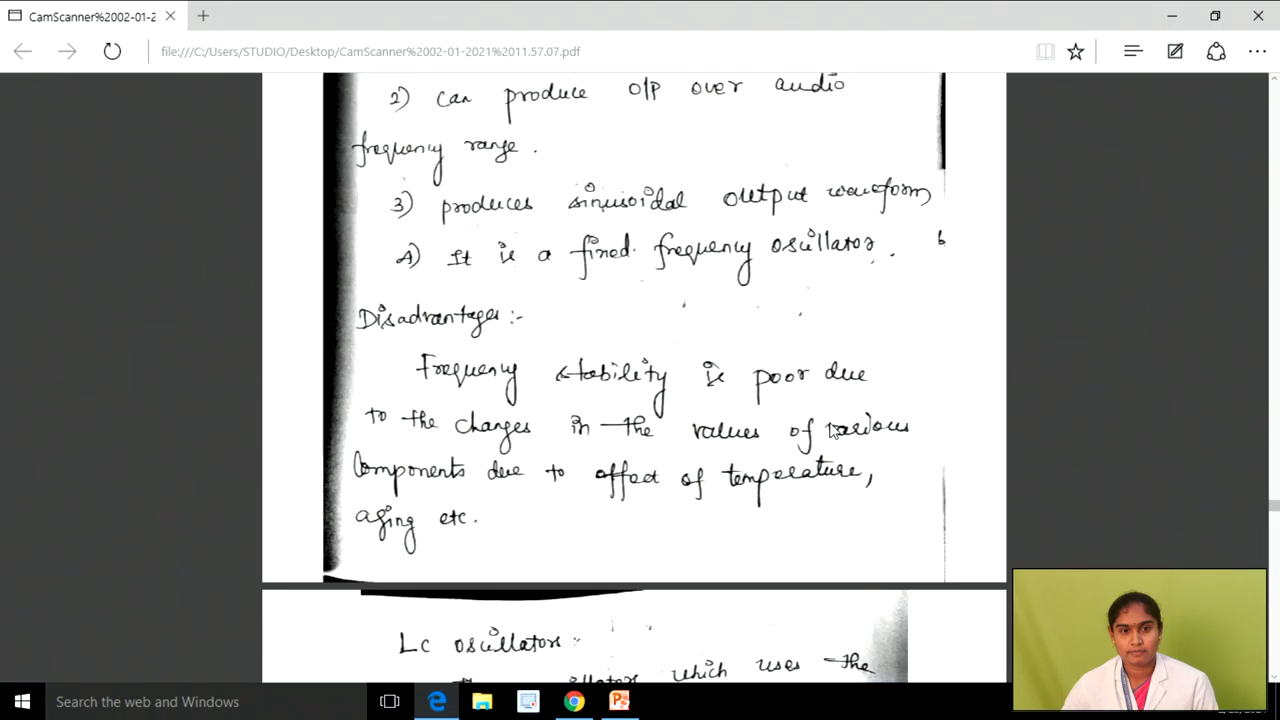 CamScanner%2002-01-2
file:///C:/Users/STUDIO/Desktop/CamScanner%2002-01-2021%2011.57.07.pdf
2) can produce O/P over audio
frequency range.
3) produces sinusoidal output waveform
4) It is a fixed frequency oscillator.
Disadvantages :-
Frequency stability is poor due
to the changes in the values of various
Components due to effect of temperature,
aging etc.
LC oscillators :-
which uses the
Search the web and Windows